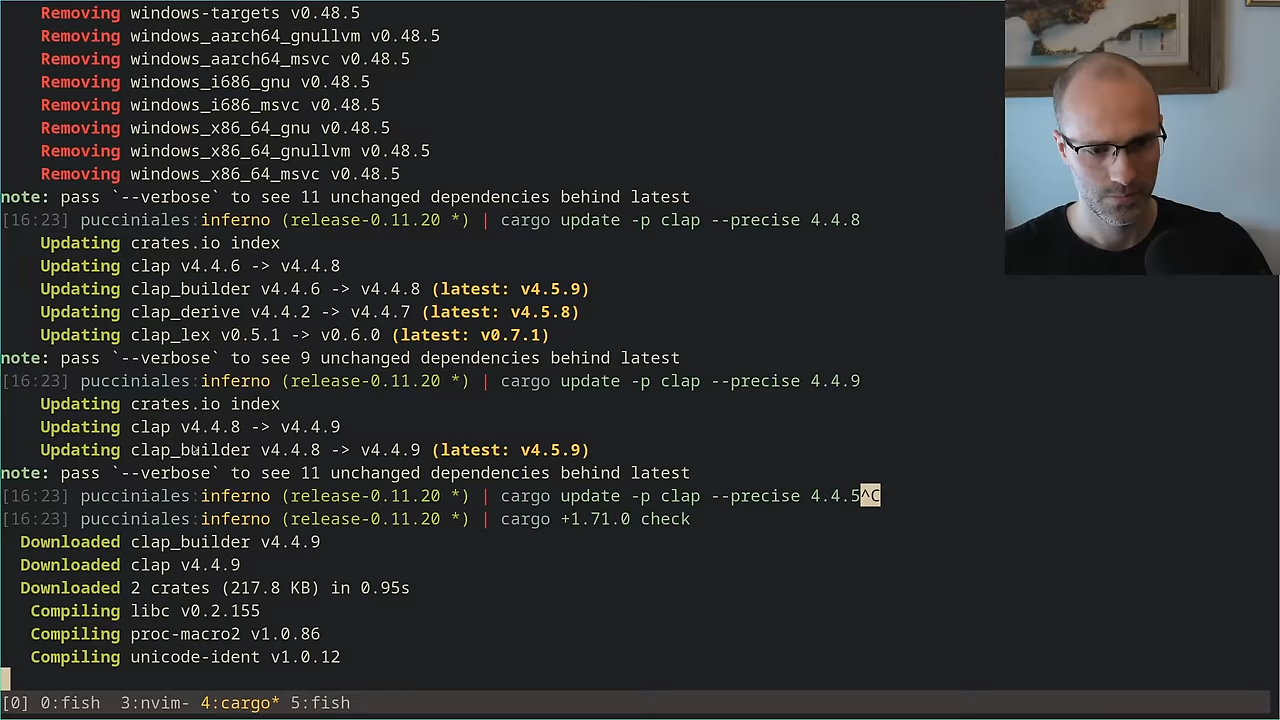 Removing windows-targets v0.48.5
Removing windows_aarch64_gnullvm v0.48.5
Removing windows_aarch64_msvc v0.48.5
Removing windows_i686_gnu v0.48.5
Removing windows_i686_msvc v0.48.5
Removing windows_x86_64_gnu v0.48.5
Removing windows_x86_64_gnullvm v0.48.5
Removing windows_x86_64_msvc v0.48.5
note: pass `--verbose` to see 11 unchanged dependencies behind latest
[16:23] pucciniales:inferno (release-0.11.20 *) | cargo update -p clap --precise 4.4.8
Updating crates.io index
Updating clap v4.4.6 -> v4.4.8
Updating clap_builder v4.4.6 -> v4.4.8 (latest: v4.5.9)
Updating clap_derive v4.4.2 -> v4.4.7 (latest: v4.5.8)
Updating clap_lex v0.5.1 -> v0.6.0 (latest: v0.7.1)
note: pass `--verbose` to see 9 unchanged dependencies behind latest
[16:23] pucciniales:inferno (release-0.11.20 *) | cargo update -p clap --precise 4.4.9
Updating crates.io index
Updating clap v4.4.8 -> v4.4.9
Updating clap_builder v4.4.8 -> v4.4.9 (latest: v4.5.9)
note: pass `--verbose` to see 11 unchanged dependencies behind latest
[16:23] pucciniales:inferno (release-0.11.20 *) | cargo update -p clap --precise 4.4.5^C
[16:23] pucciniales:inferno (release-0.11.20 *) | cargo +1.71.0 check
Downloaded clap_builder v4.4.9
Downloaded clap v4.4.9
Downloaded 2 crates (217.8 KB) in 0.95s
Compiling libc v0.2.155
Compiling proc-macro2 v1.0.86
Compiling unicode-ident v1.0.12
[0] 0:fish 3:nvim- 4:cargo* 5:fish